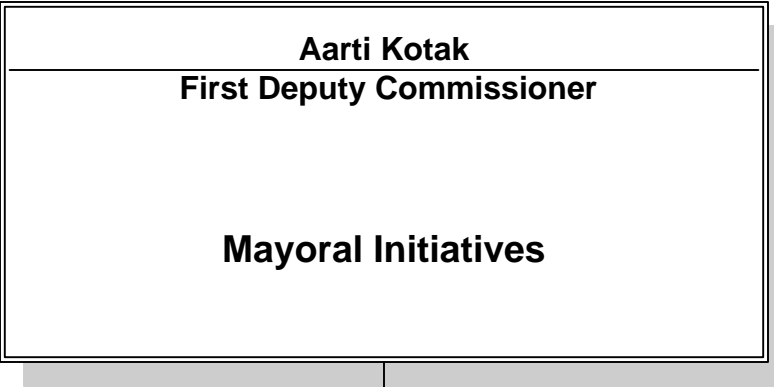 Aarti Kotak
First Deputy Commissioner
Mayoral Initiatives